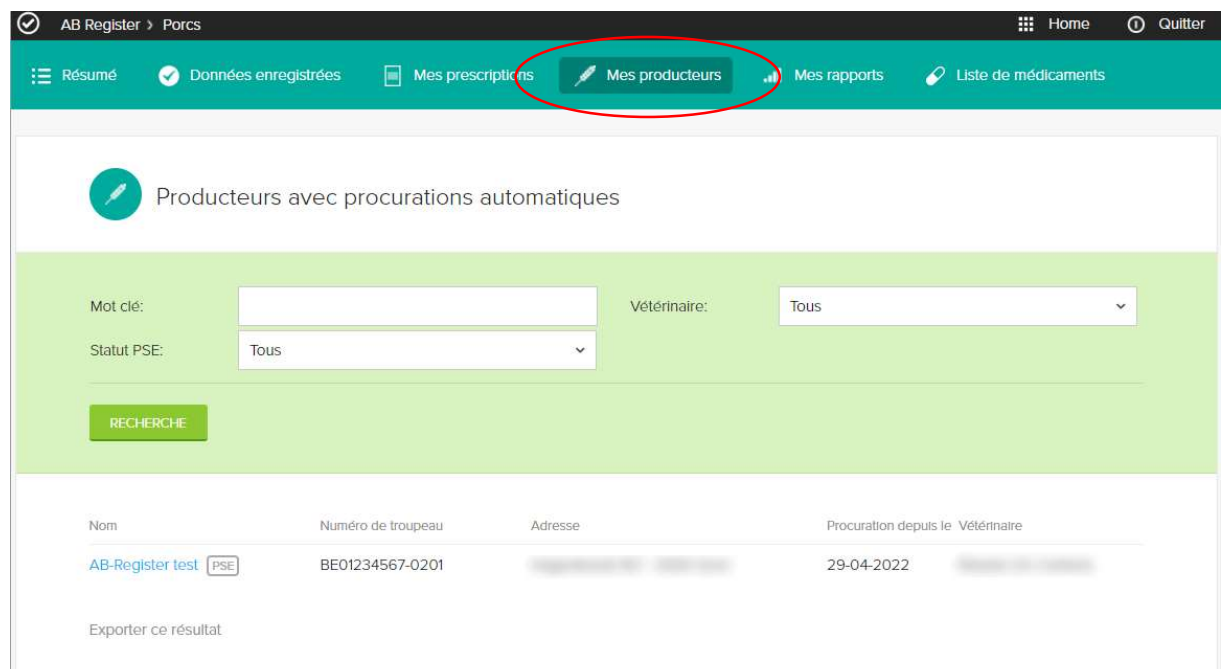 AB Register > Porcs Home Quitter
Résumé Données enregistrées Mes prescriptions Mes producteurs Mes rapports Liste de médicaments
Producteurs avec procurations automatiques
Mot clé: Vétérinaire: Tous
Statut PSE: Tous
RECHERCHE
Nom Numéro de troupeau Adresse Procuration depuis le Vétérinaire
AB-Register test PSE BE01234567-0201 29-04-2022
Exporter ce résultat